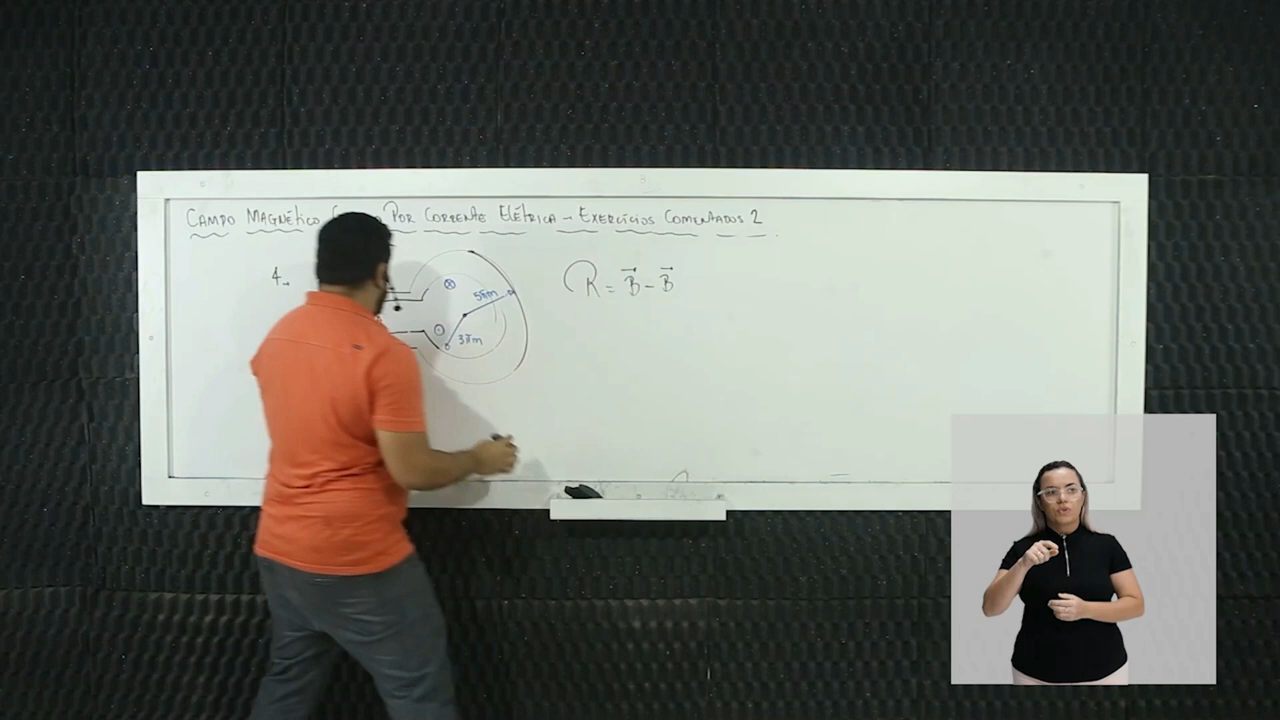 CAMPO MAGNÉTICO POR CORRENTE ELÉTRICA - EXERCÍCIOS COMENTADOS 2
4.
5πm
3πm
R = B - B